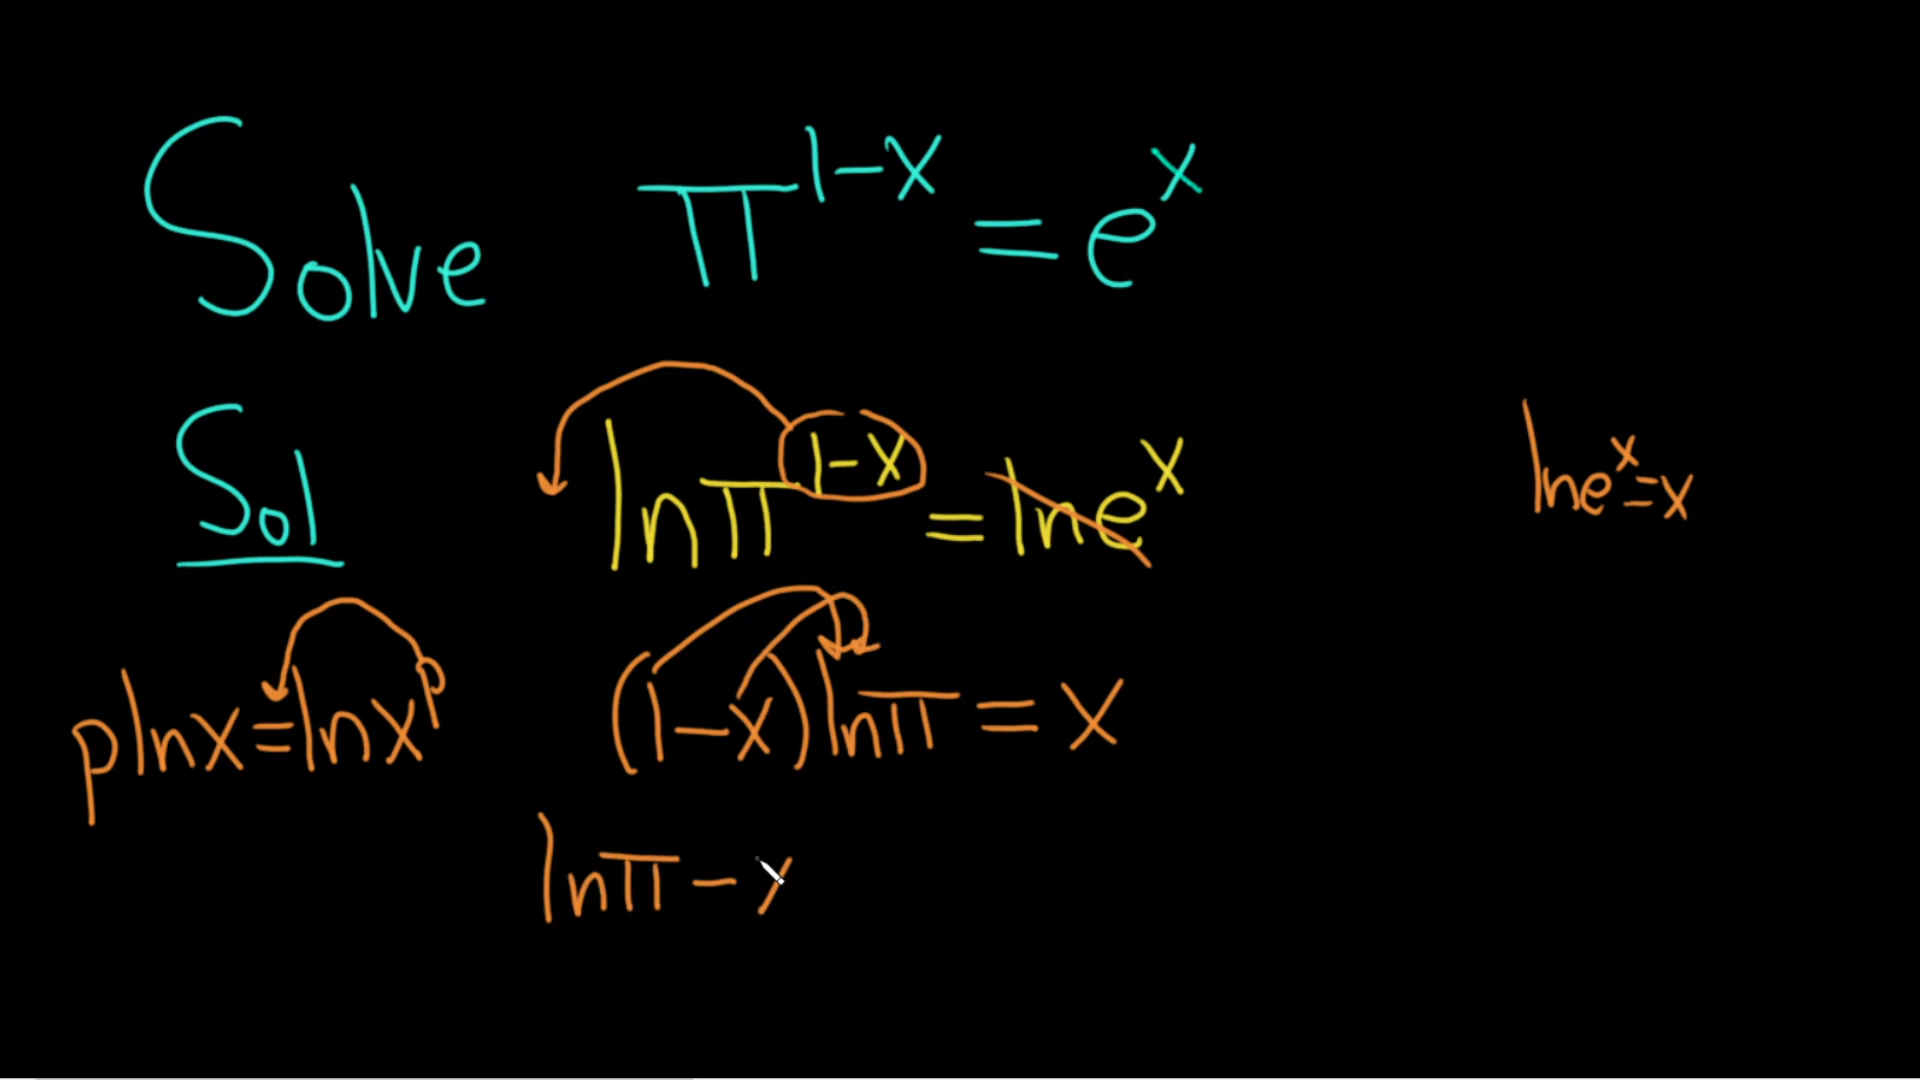 Solve π^(1-x) = e^x
Sol ln π^(1-x) = ln e^x
ln e^x = x
p ln x = ln x^p
(1-x) ln π = x
ln π -